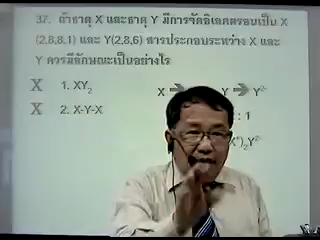 37. ถ้าธาตุ X และธาตุ Y มีการจัดอิเลคตรอนเป็น X
(2,8,8,1) และ Y(2,8,6) สารประกอบระหว่าง X และ
Y ควรมีลักษณะเป็นอย่างไร
X 1. XY₂
X ➔ Y ➔ Y²⁻
X 2. X-Y-X
: 1
⁺)₂Y²⁻